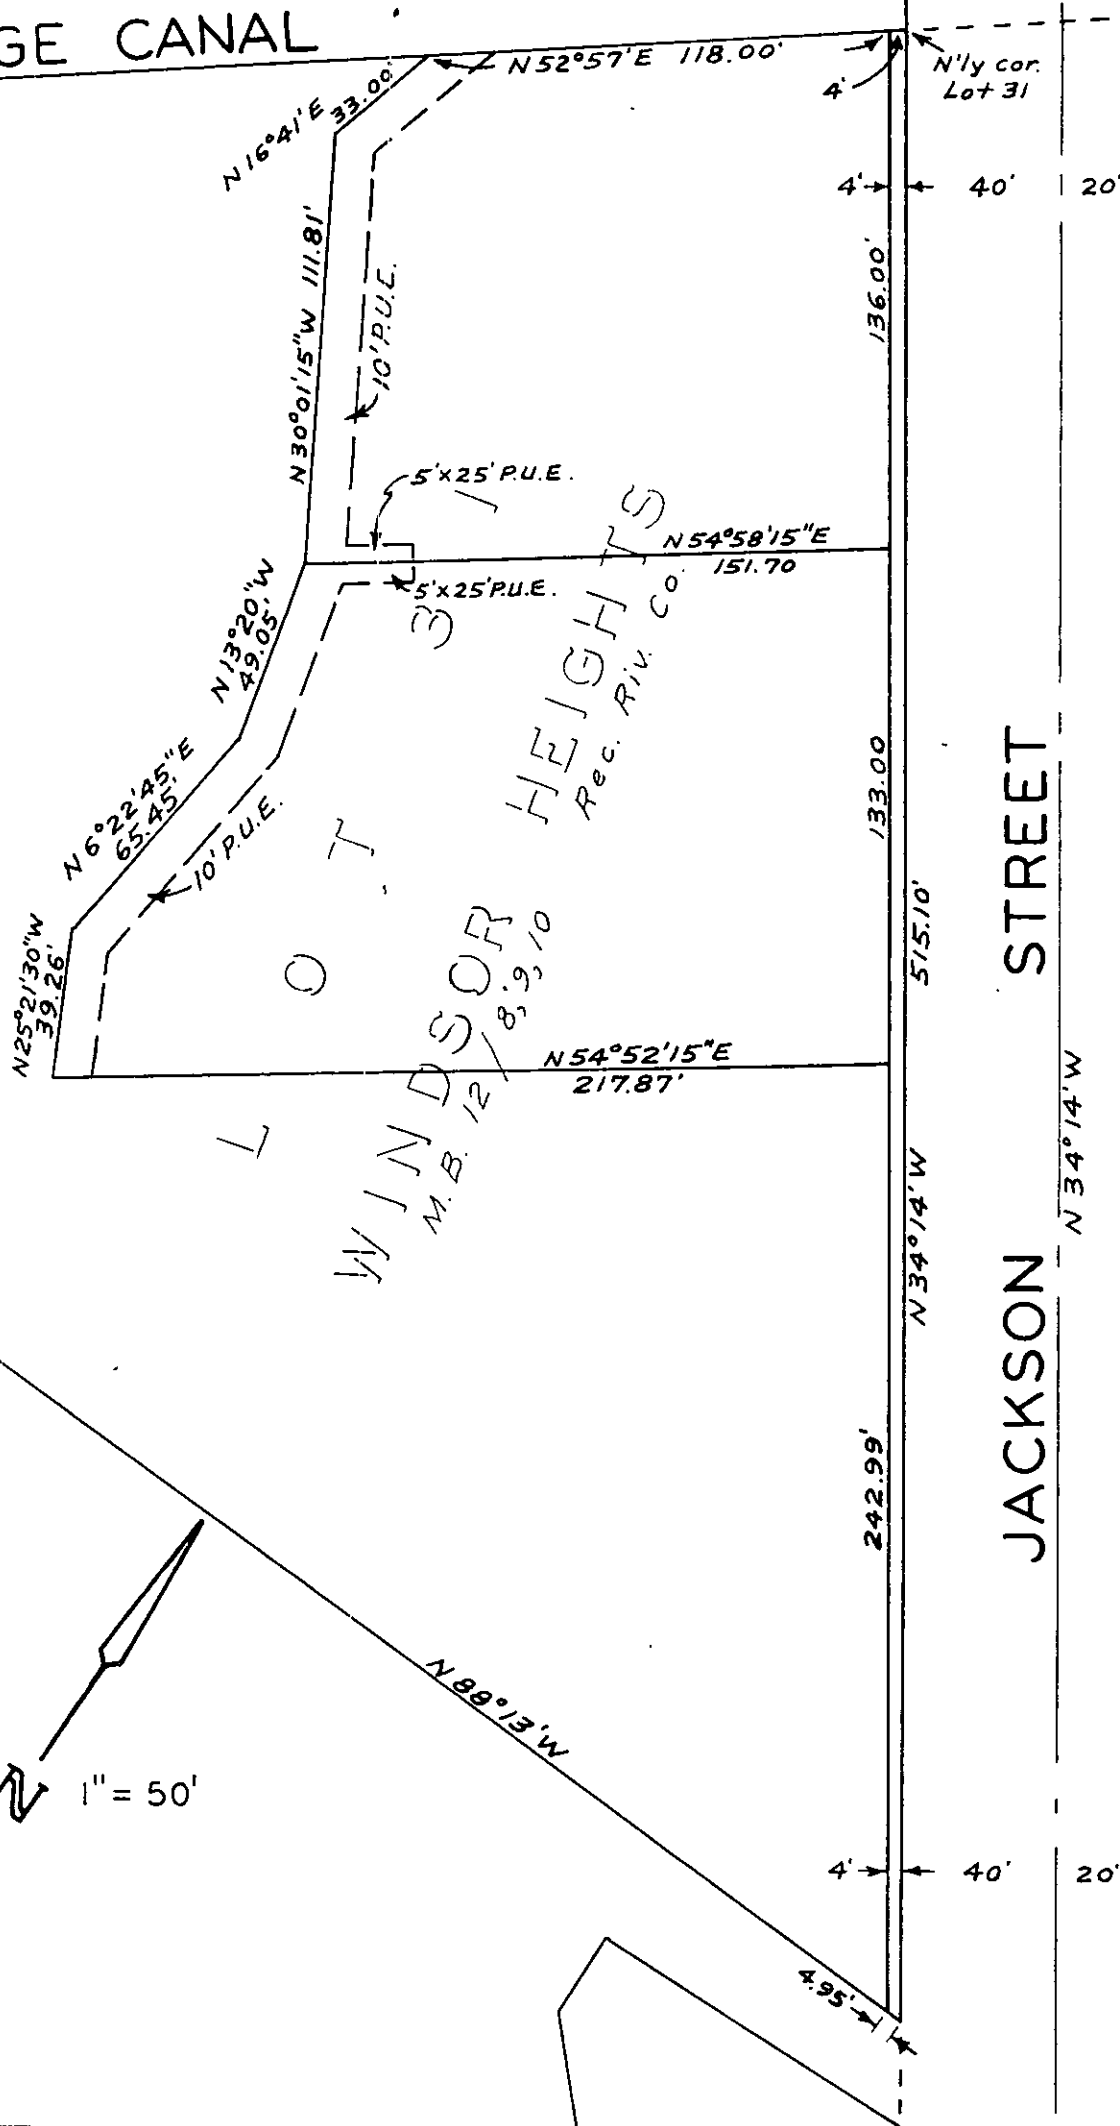 GE CANAL
N52°57'E 118.00'
N'ly cor.
Lot 31
4'
N16°41'E 33.00'
4' 40' 20'
N30°01'15"W 111.81'
136.00'
10'P.U.E.
5'x25' P.U.E.
N54°58'15"E
151.70
5'x25'P.U.E.
N13°20"W
49.05'
N6°22'45"E
65.45'
10' P.U.E.
133.00
515.10'
N25°21'30"W
39.26'
N54°52'15"E
217.87'
LOT 31
WINDSOR HEIGHTS
M.B. 12/8,9,10 Rec. Riv. Co.
JACKSON STREET
N34°14'W
N34°14'W
242.99'
N88°13'W
N 1" = 50'
4' 40' 20'
4.95'